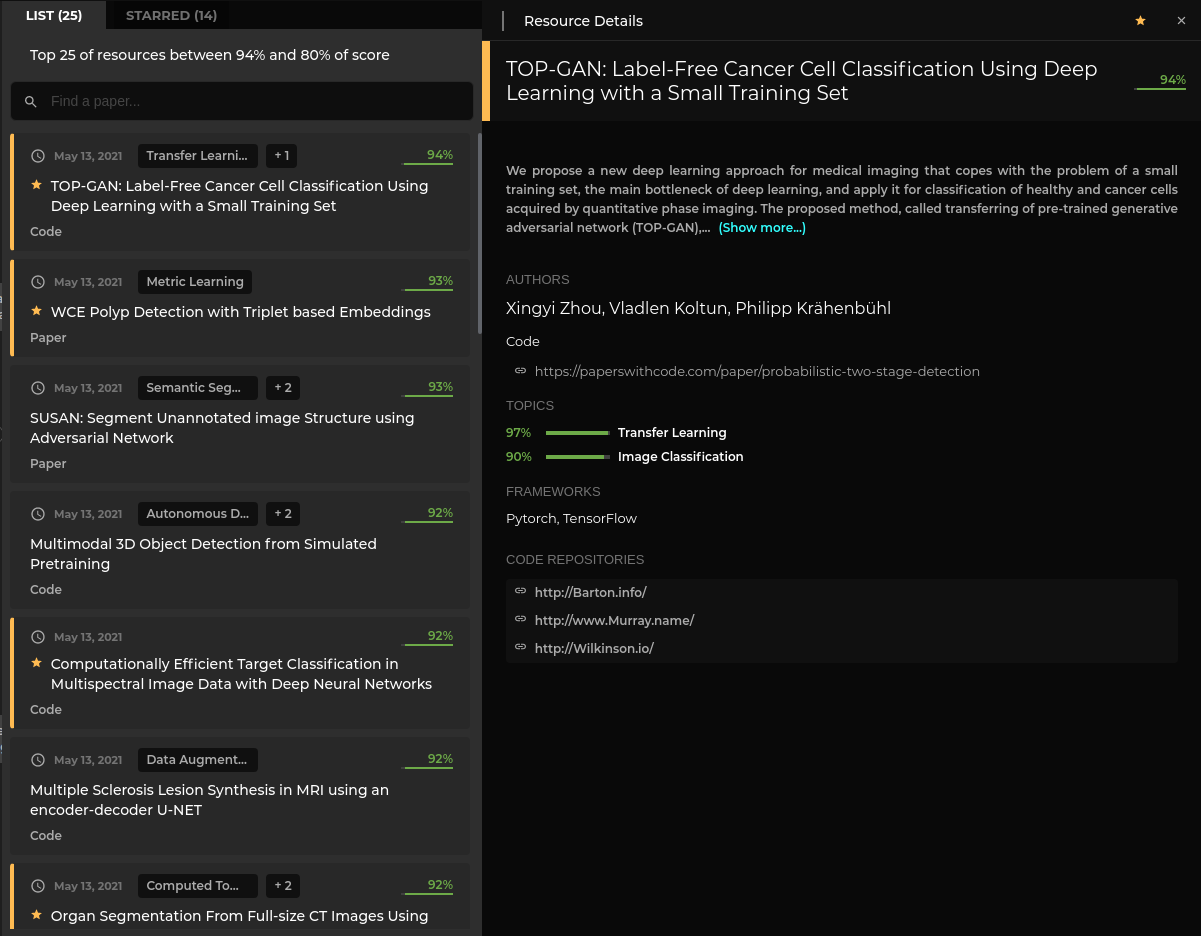 LIST (25)
STARRED (14)
Top 25 of resources between 94% and 80% of score
Find a paper...
May 13, 2021
Transfer Learni...
+ 1
94%
TOP-GAN: Label-Free Cancer Cell Classification Using
Deep Learning with a Small Training Set
Code
May 13, 2021
Metric Learning
93%
WCE Polyp Detection with Triplet based Embeddings
Paper
May 13, 2021
Semantic Seg...
+ 2
93%
SUSAN: Segment Unannotated image Structure using
Adversarial Network
Paper
May 13, 2021
Autonomous D...
+ 2
92%
Multimodal 3D Object Detection from Simulated
Pretraining
Code
May 13, 2021
92%
Computationally Efficient Target Classification in
Multispectral Image Data with Deep Neural Networks
Code
May 13, 2021
Data Augment...
92%
Multiple Sclerosis Lesion Synthesis in MRI using an
encoder-decoder U-NET
Code
May 13, 2021
Computed To...
+ 2
92%
Organ Segmentation From Full-size CT Images Using
Resource Details
TOP-GAN: Label-Free Cancer Cell Classification Using Deep
Learning with a Small Training Set
94%
We propose a new deep learning approach for medical imaging that copes with the problem of a small
training set, the main bottleneck of deep learning, and apply it for classification of healthy and cancer cells
acquired by quantitative phase imaging. The proposed method, called transferring of pre-trained generative
adversarial network (TOP-GAN),... (Show more...)
AUTHORS
Xingyi Zhou, Vladlen Koltun, Philipp Krähenbühl
Code
https://paperswithcode.com/paper/probabilistic-two-stage-detection
TOPICS
97% Transfer Learning
90% Image Classification
FRAMEWORKS
Pytorch, TensorFlow
CODE REPOSITORIES
http://Barton.info/
http://www.Murray.name/
http://Wilkinson.io/